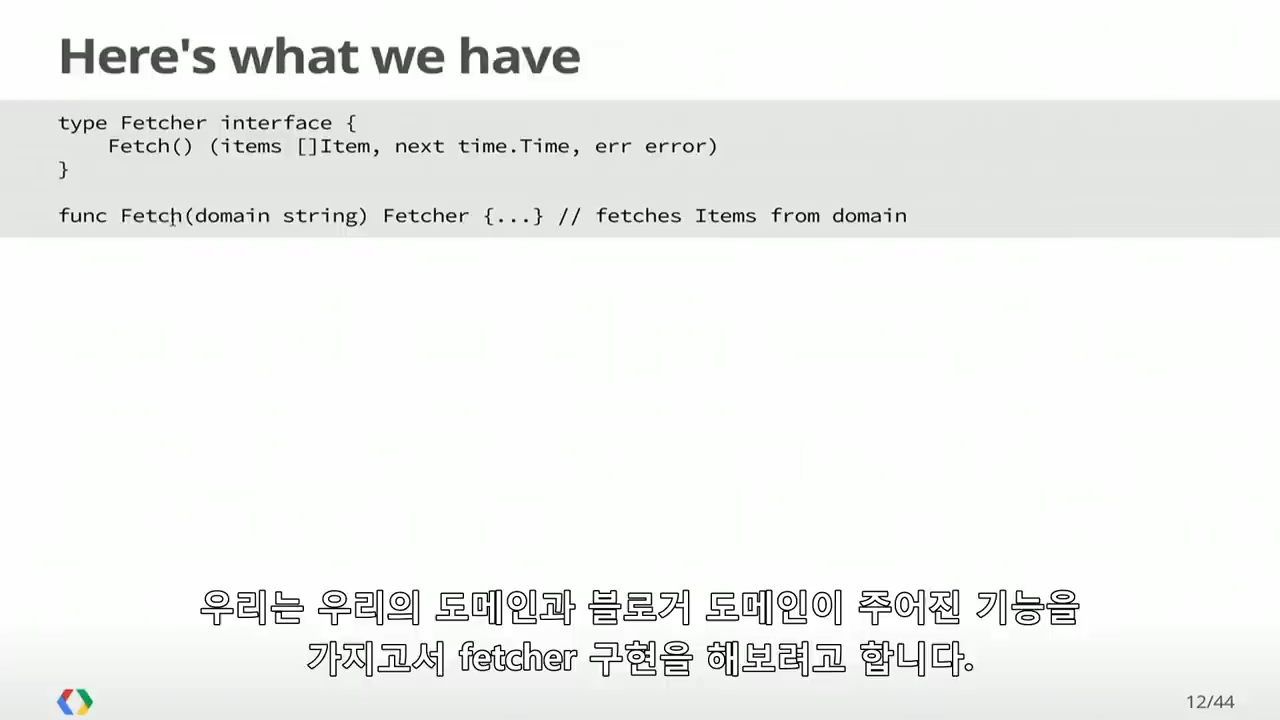 Here's what we have
type Fetcher interface {
    Fetch() (items []Item, next time.Time, err error)
}
func Fetch(domain string) Fetcher {...} // fetches Items from domain
우리는 우리의 도메인과 블로거 도메인이 주어진 기능을
가지고서 fetcher 구현을 해보려고 합니다.
12/44